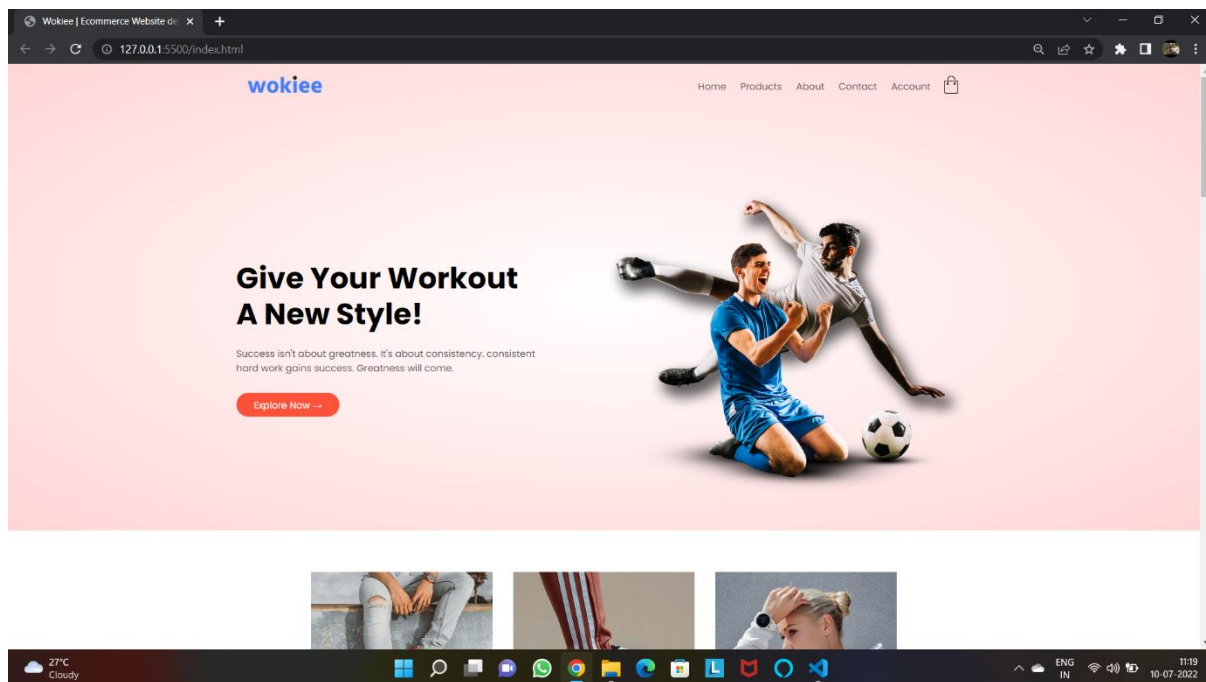 Wokiee | Ecommerce Website de
127.0.0.1:5500/index.html
wokiee
Home Products About Contact Account
Give Your Workout
A New Style!
Success isn't about greatness. It's about consistency. consistent
hard work gains success. Greatness will come.
Explore Now →
27°C
Cloudy
L
ENG
IN
11:19
10-07-2022